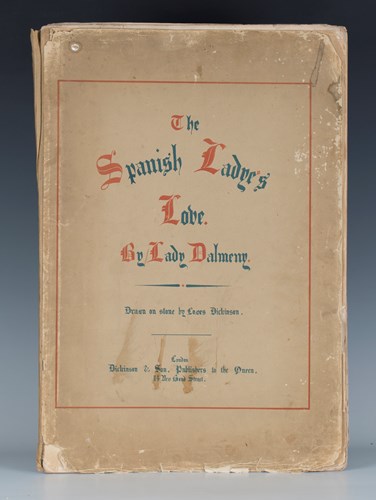 The
Spanish Ladye's
Love.
By Lady Dalmeny.
Drawn on stone by Lowes Dickinson.
London
Dickinson & Son, Publishers to the Queen,
New Bond Street.